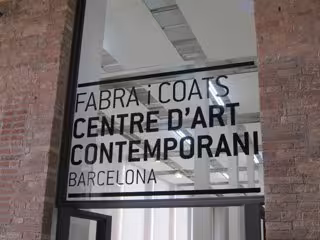 FABRA i COATS
CENTRE D'ART
CONTEMPORANI
BARCELONA